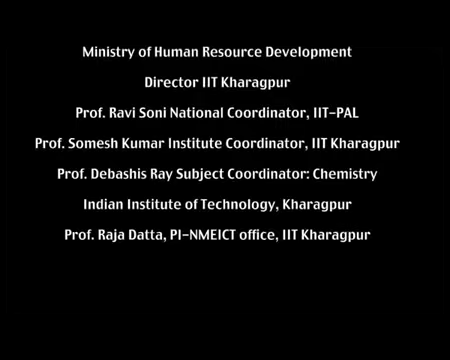 Ministry of Human Resource Development
Director IIT Kharagpur
Prof. Ravi Soni National Coordinator, IIT-PAL
Prof. Somesh Kumar Institute Coordinator, IIT Kharagpur
Prof. Debashis Ray Subject Coordinator: Chemistry
Indian Institute of Technology, Kharagpur
Prof. Raja Datta, PI-NMEICT office, IIT Kharagpur